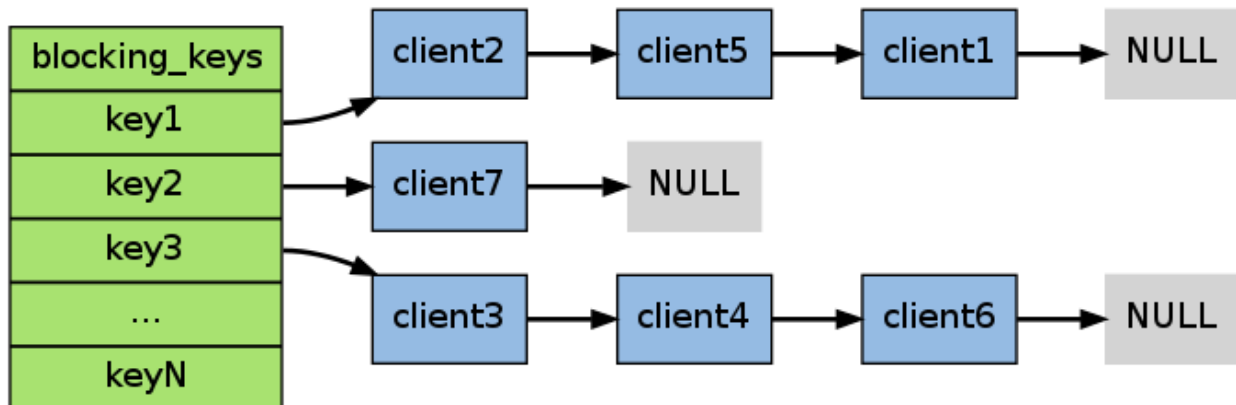 blocking_keys
key1
key2
key3
...
keyN
client2 client5 client1 NULL
client7 NULL
client3 client4 client6 NULL